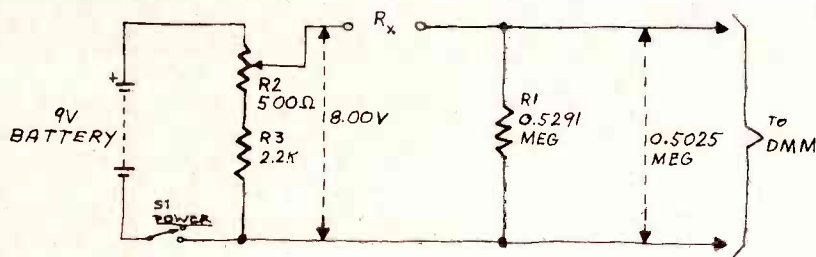 Rx
+
9V
BATTERY
R2
500Ω
R3
2.2K
8.00V
R1
0.5291
MEG
0.5025
MEG
TO
DMM
S1
POWER